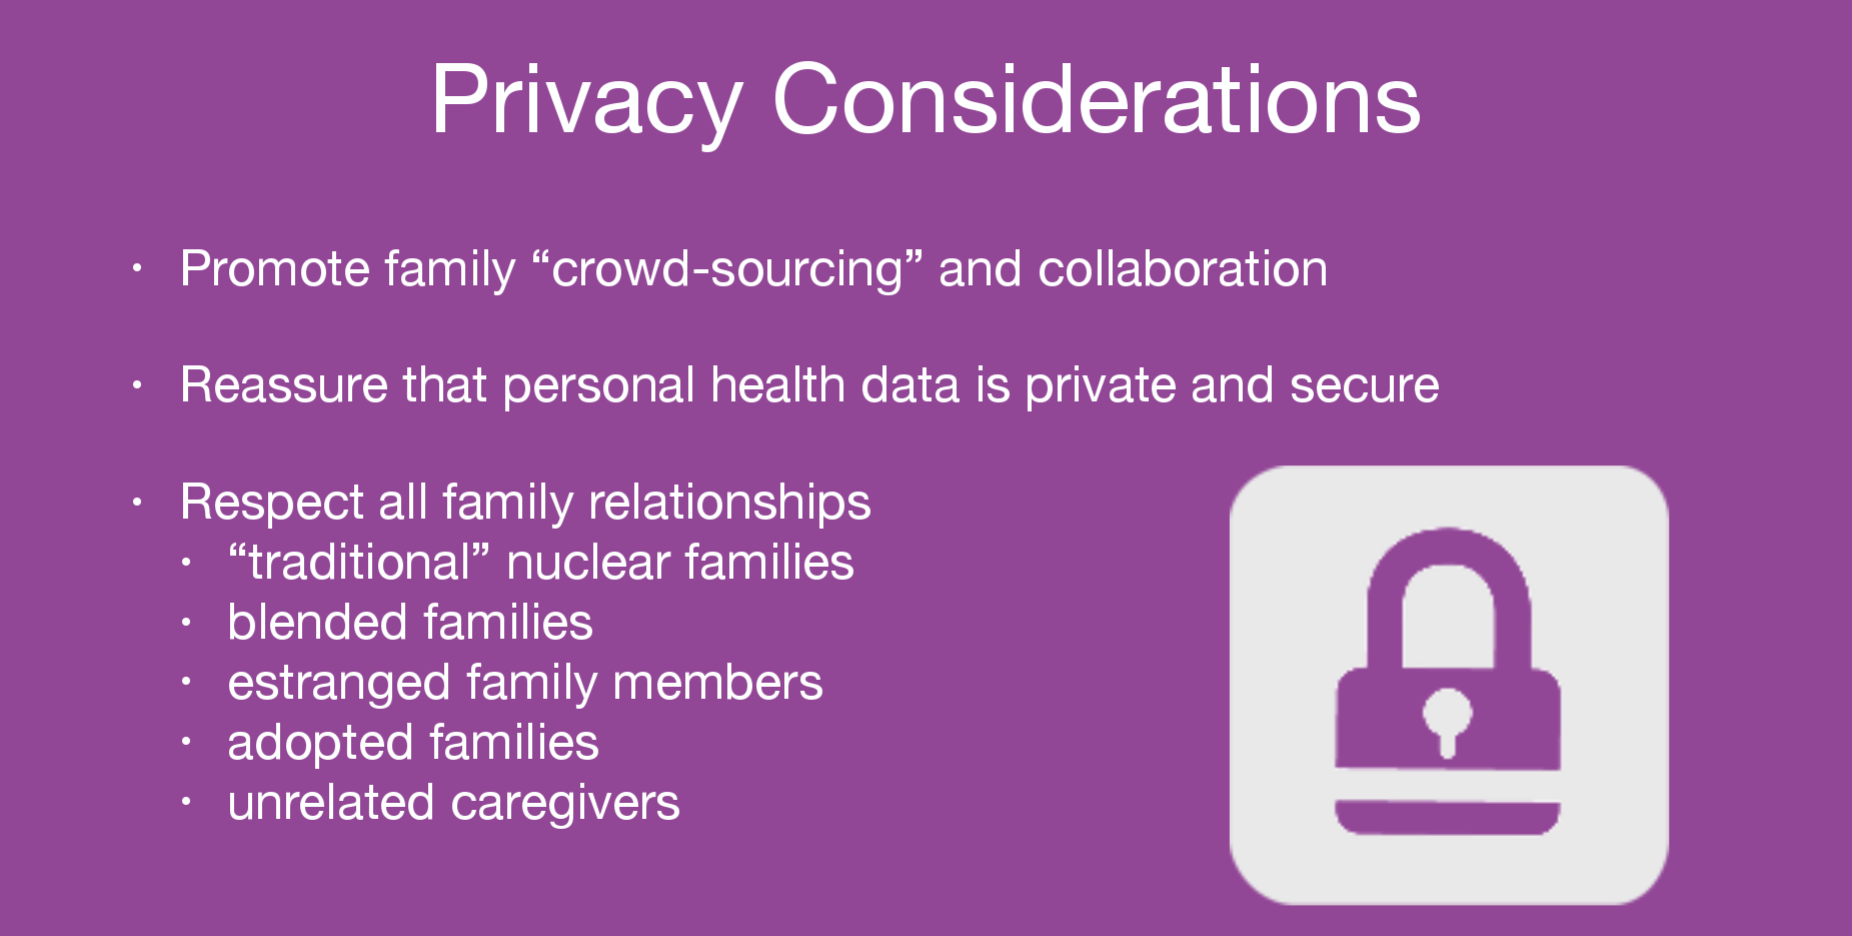 Privacy Considerations
· Promote family “crowd-sourcing” and collaboration
· Reassure that personal health data is private and secure
· Respect all family relationships
· “traditional” nuclear families
· blended families
· estranged family members
· adopted families
· unrelated caregivers